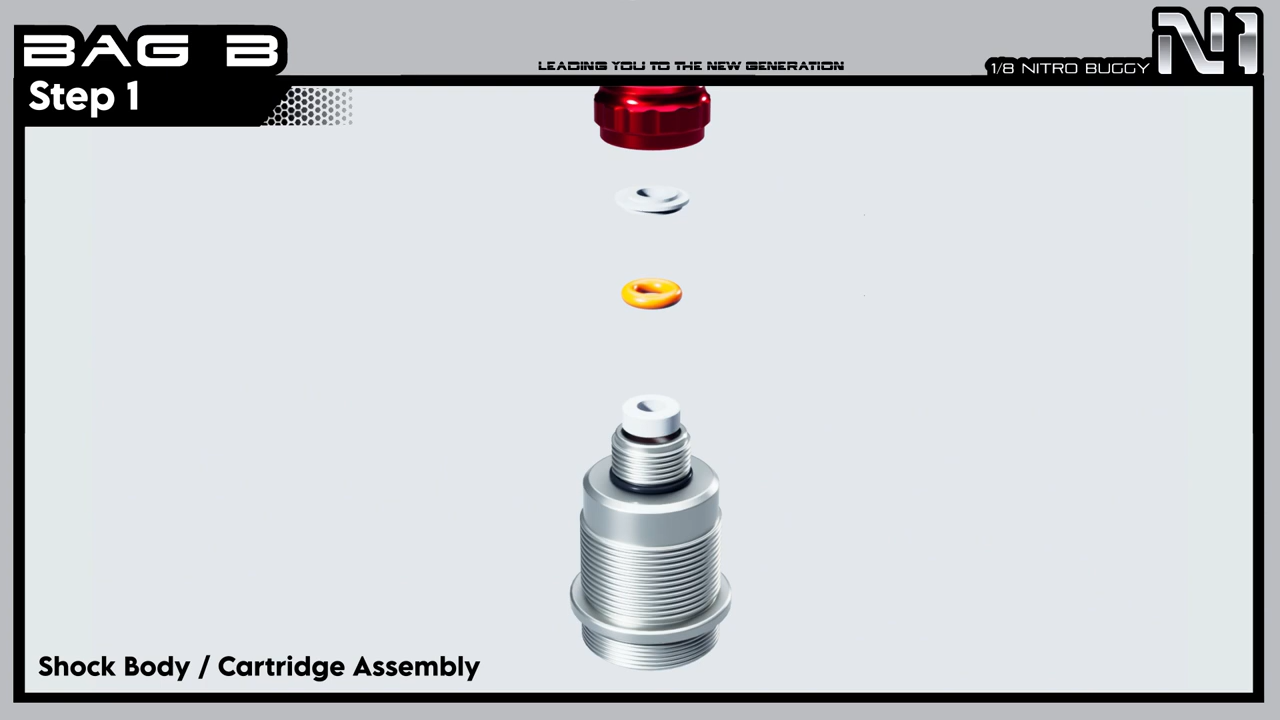 BAG B
Step 1
LEADING YOU TO THE NEW GENERATION
1/8 NITRO BUGGY
N1
Shock Body / Cartridge Assembly